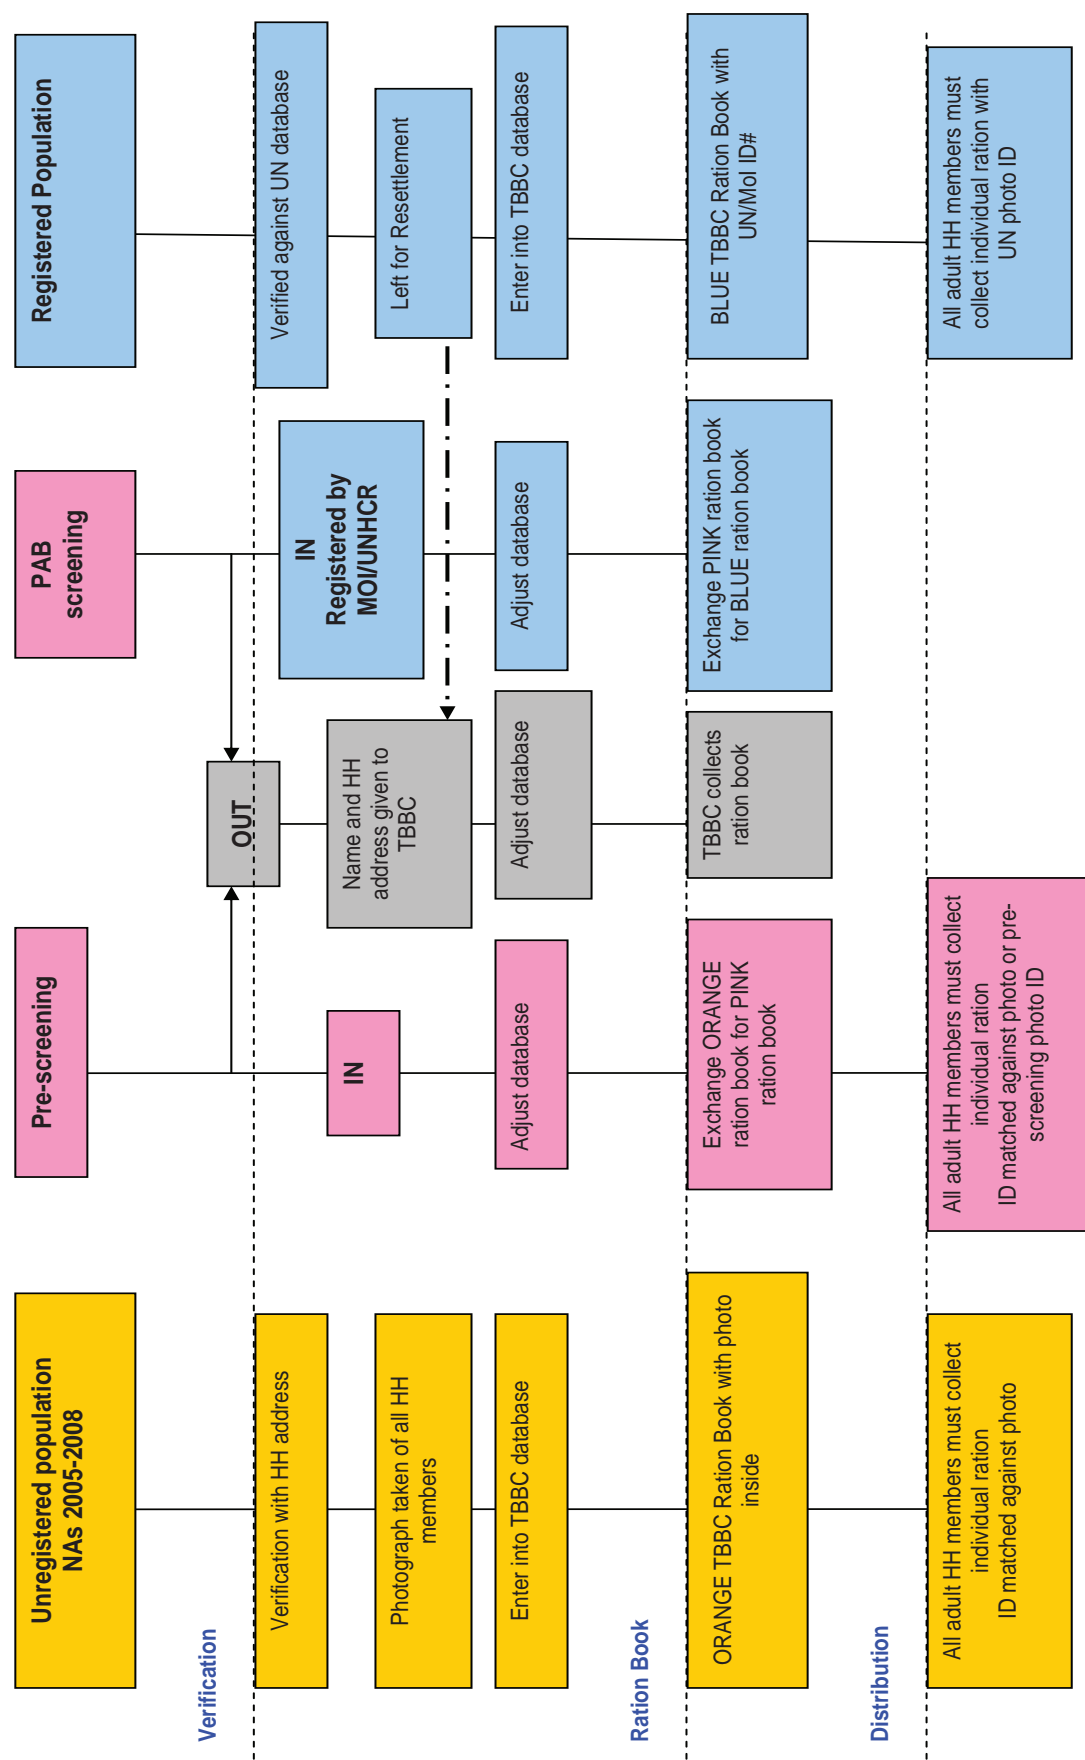 Unregistered population
NAs 2005-2008
Pre-screening
PAB
screening
Registered Population
OUT
Verification
Verification with HH address
Verified against UN database
IN
Registered by
MOI/UNHCR
IN
Name and HH
address given to
TBBC
Photograph taken of all HH
members
Left for Resettlement
Enter into TBBC database
Adjust database
Adjust database
Adjust database
Enter into TBBC database
Ration Book
ORANGE TBBC Ration Book with photo
inside
Exchange ORANGE
ration book for PINK
ration book
TBBC collects
ration book
Exchange PINK ration book
for BLUE ration book
BLUE TBBC Ration Book with
UN/MoI ID#
Distribution
All adult HH members must collect
individual ration
ID matched against photo
All adult HH members must collect
individual ration
ID matched against photo or pre-
screening photo ID
All adult HH members must
collect individual ration with
UN photo ID